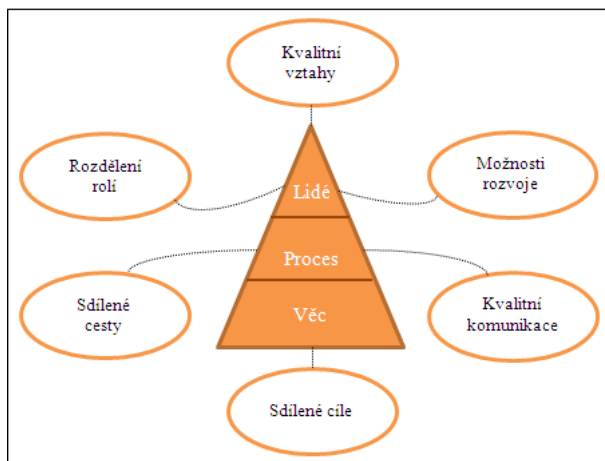 Kvalitní
vztahy
Rozdělení
rolí
Možnosti
rozvoje
Lidé
Proces
Sdílené
cesty
Věc
Kvalitní
komunikace
Sdílené cíle